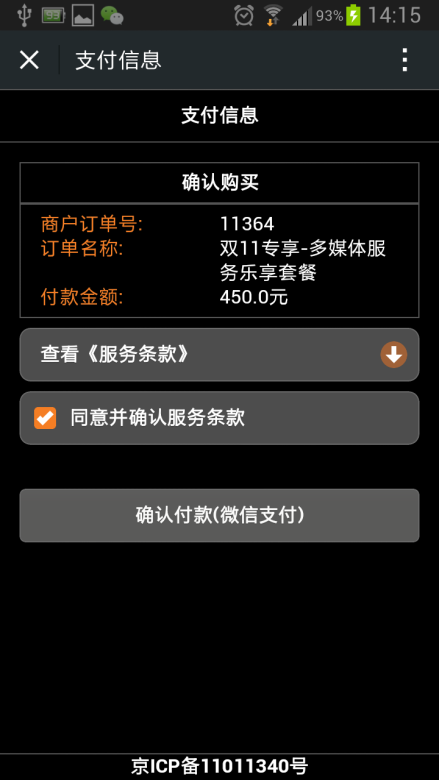 93% 14:15
支付信息
支付信息
确认购买
商户订单号: 11364
订单名称: 双11专享-多媒体服
务乐享套餐
付款金额: 450.0元
查看《服务条款》
同意并确认服务条款
确认付款(微信支付)
京ICP备11011340号